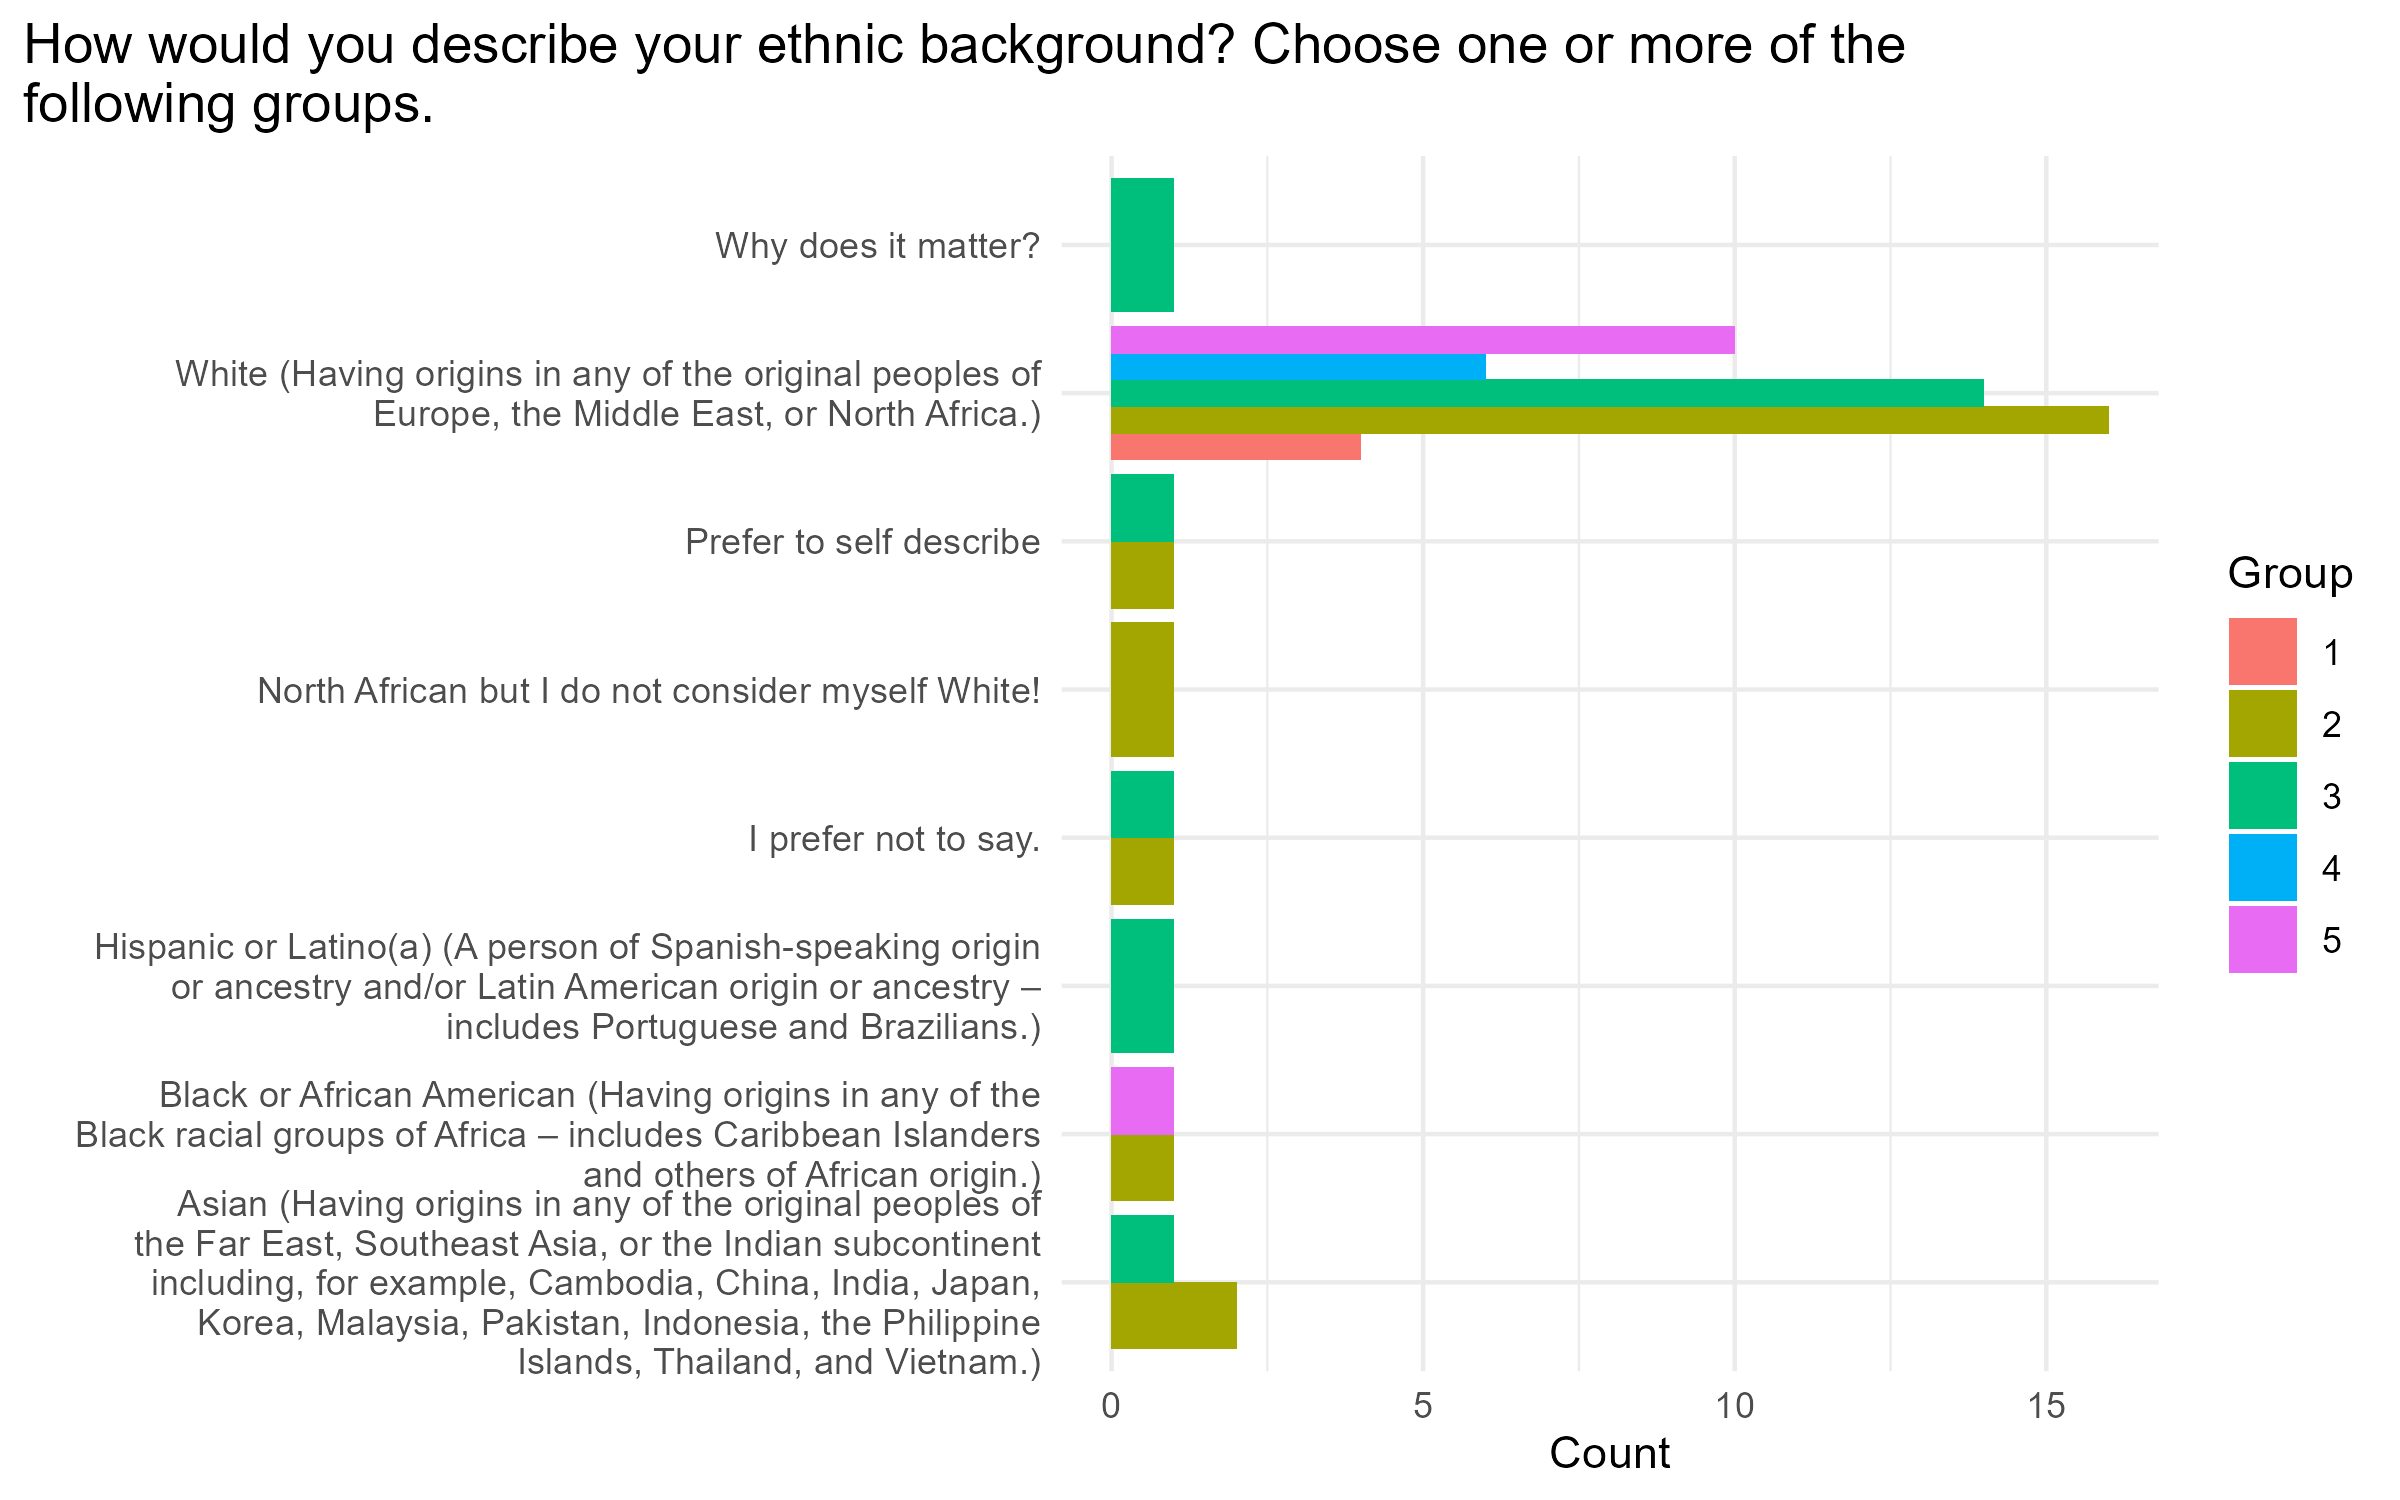 How would you describe your ethnic background? Choose one or more of the
following groups.
Why does it matter?
White (Having origins in any of the original peoples of
Europe, the Middle East, or North Africa.)
Prefer to self describe
North African but I do not consider myself White!
I prefer not to say.
Hispanic or Latino(a) (A person of Spanish-speaking origin
or ancestry and/or Latin American origin or ancestry –
includes Portuguese and Brazilians.)
Black or African American (Having origins in any of the
Black racial groups of Africa – includes Caribbean Islanders
and others of African origin.)
Asian (Having origins in any of the original peoples of
the Far East, Southeast Asia, or the Indian subcontinent
including, for example, Cambodia, China, India, Japan,
Korea, Malaysia, Pakistan, Indonesia, the Philippine
Islands, Thailand, and Vietnam.)
0 5 10 15
Count
Group
1
2
3
4
5